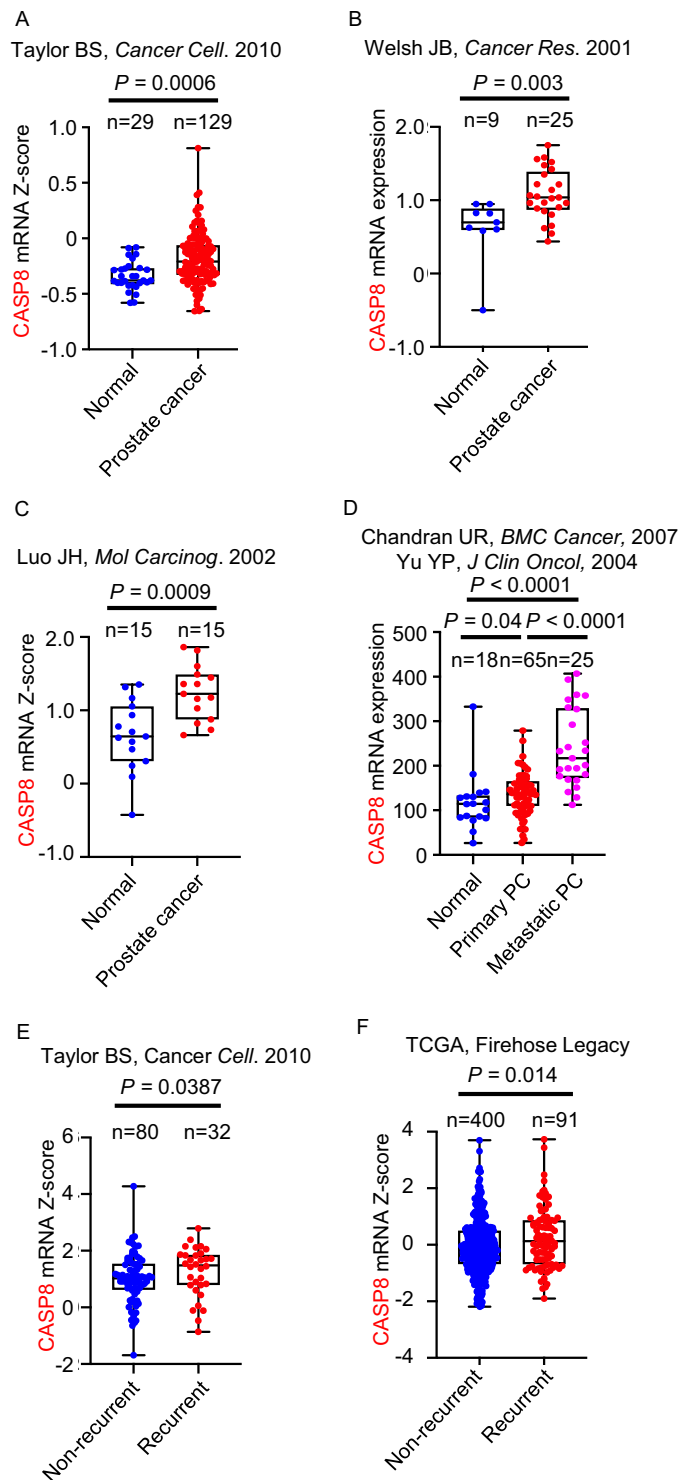 A
Taylor BS, Cancer Cell. 2010
P = 0.0006
n=29 n=129
1.0
0.5
-0
-0.5
-1.0
CASP8 mRNA Z-score
Normal
Prostate cancer
B
Welsh JB, Cancer Res. 2001
P = 0.003
n=9 n=25
2.0
1.0
0
-1.0
CASP8 mRNA expression
Normal
Prostate cancer
C
Luo JH, Mol Carcinog. 2002
P = 0.0009
n=15 n=15
2.0
1.0
0
-1.0
CASP8 mRNA Z-score
Normal
Prostate cancer
D
Chandran UR, BMC Cancer, 2007
Yu YP, J Clin Oncol, 2004
P < 0.0001
P = 0.04 P < 0.0001
n=18 n=65 n=25
500
400
300
200
100
0
CASP8 mRNA expression
Normal
Primary PC
Metastatic PC
E
Taylor BS, Cancer Cell. 2010
P = 0.0387
n=80 n=32
6
4
2
0
-2
CASP8 mRNA Z-score
Non-recurrent
Recurrent
F
TCGA, Firehose Legacy
P = 0.014
n=400 n=91
4
2
0
-2
-4
CASP8 mRNA Z-score
Non-recurrent
Recurrent